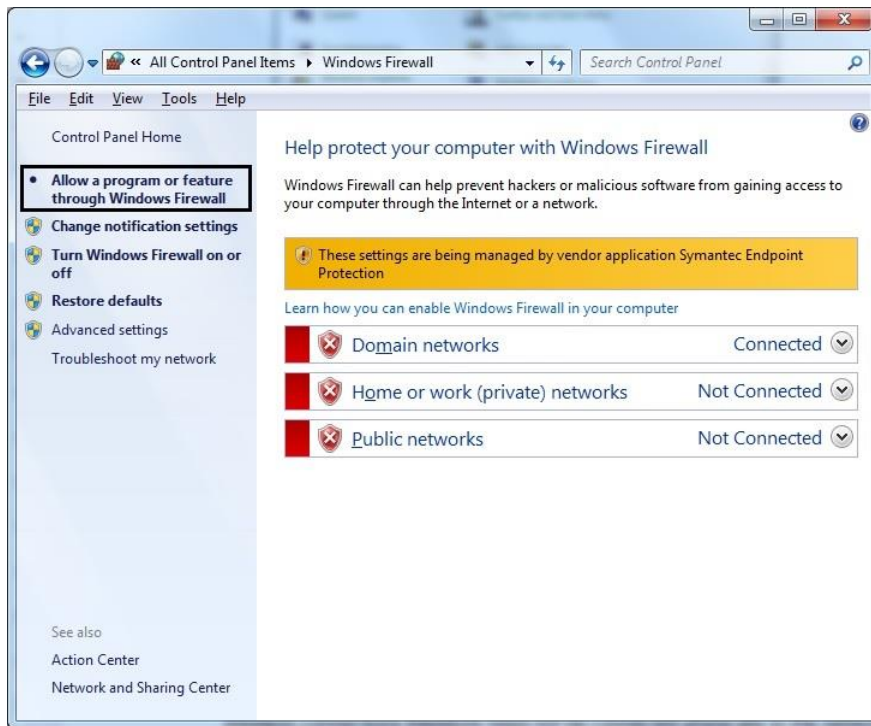 « All Control Panel Items Windows Firewall
Search Control Panel
File Edit View Tools Help
Control Panel Home
Allow a program or feature
through Windows Firewall
Change notification settings
Turn Windows Firewall on or
off
Restore defaults
Advanced settings
Troubleshoot my network
See also
Action Center
Network and Sharing Center
Help protect your computer with Windows Firewall
Windows Firewall can help prevent hackers or malicious software from gaining access to
your computer through the Internet or a network.
These settings are being managed by vendor application Symantec Endpoint
Protection
Learn how you can enable Windows Firewall in your computer
Domain networks Connected
Home or work (private) networks Not Connected
Public networks Not Connected